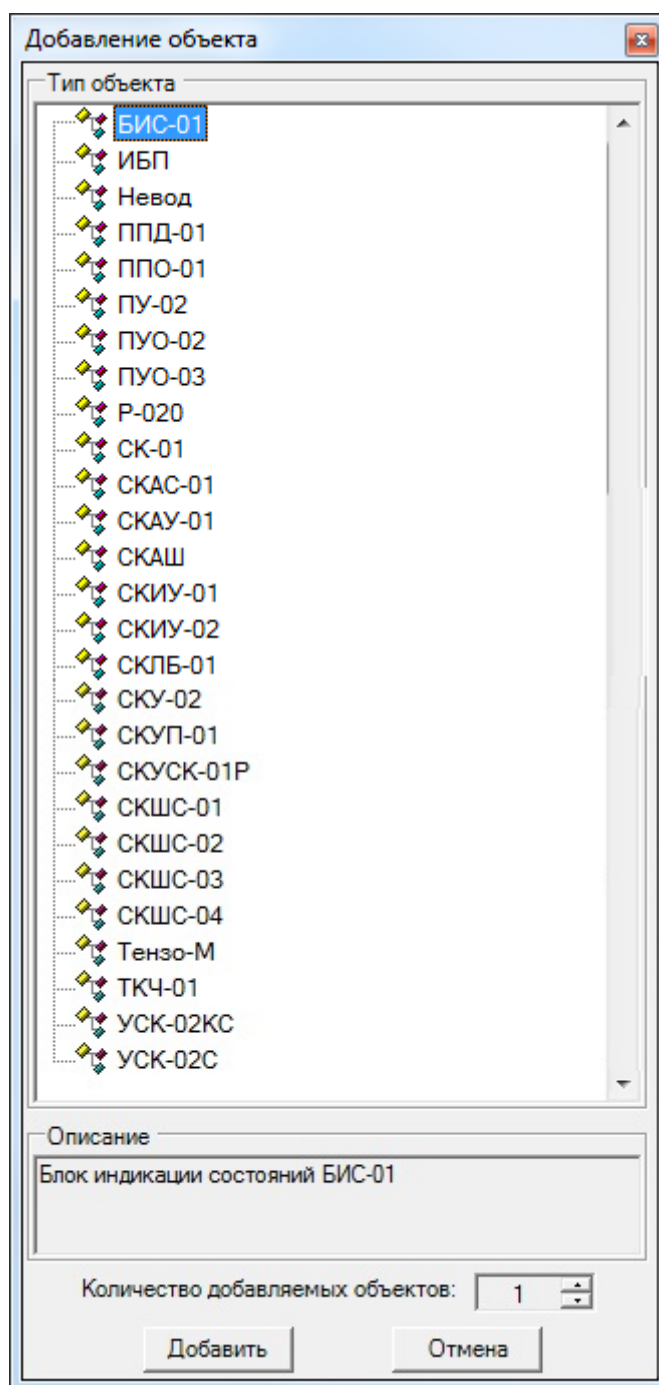 Добавление объекта
Тип объекта
БИС-01
ИБП
Невод
ППД-01
ППО-01
ПУ-02
ПУО-02
ПУО-03
Р-020
СК-01
СКАС-01
СКАУ-01
СКАШ
СКИУ-01
СКИУ-02
СКЛБ-01
СКУ-02
СКУП-01
СКУСК-01Р
СКШС-01
СКШС-02
СКШС-03
СКШС-04
Тензо-М
ТКЧ-01
УСК-02КС
УСК-02С
Описание
Блок индикации состояний БИС-01
Количество добавляемых объектов: 1
Добавить Отмена